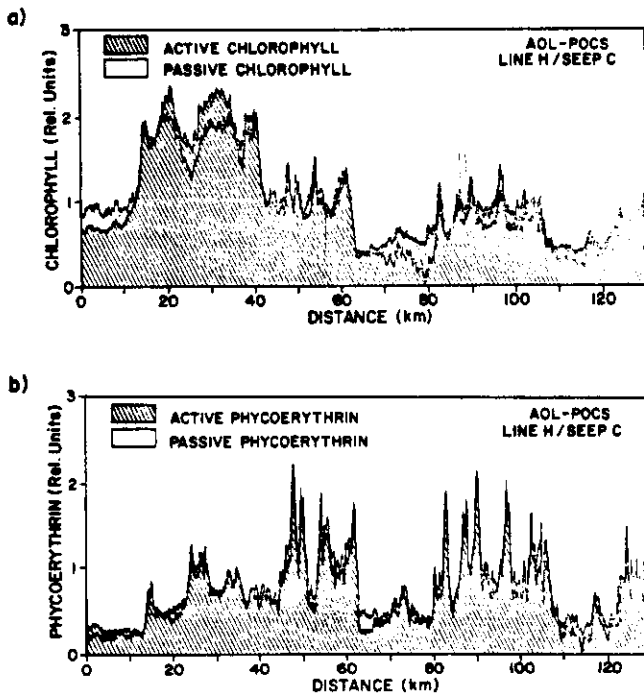 a)
3
2
1
0
CHLOROPHYLL (Rel. Units)
ACTIVE CHLOROPHYLL
PASSIVE CHLOROPHYLL
AOL-POCS
LINE H/SEEP C
0 20 40 60 80 100 120
DISTANCE (km)
b)
3
2
1
0
PHYCOERYTHRIN (Rel. Units)
ACTIVE PHYCOERYTHRIN
PASSIVE PHYCOERYTHRIN
AOL-POCS
LINE H/SEEP C
0 20 40 60 80 100 120
DISTANCE (km)